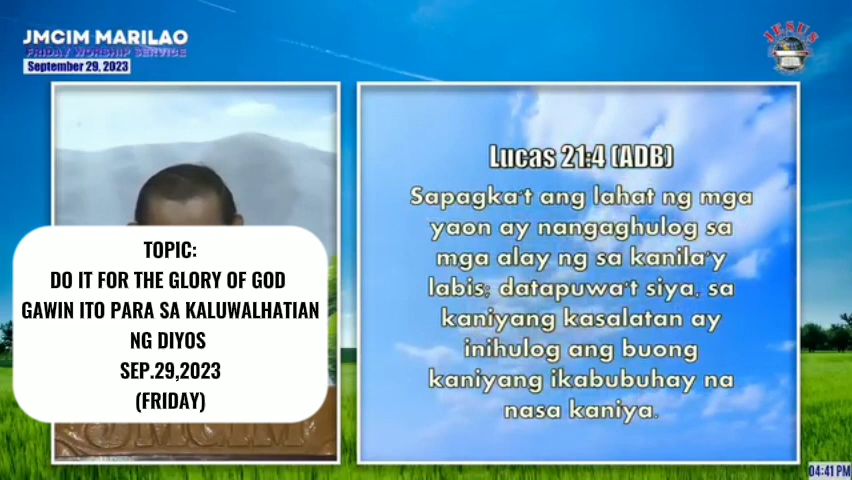 JMCIM MARILAO
FRIDAY WORSHIP SERVICE
September 29, 2023
JESUS
Lucas 21:4 (ADB)
Sapagka't ang lahat ng mga
yaon ay nangaghulog sa
mga alay ng sa kanila'y
labis; datapuwa't siya, sa
kaniyang kasalatan ay
inihulog ang buong
kaniyang ikabubuhay na
nasa kaniya.
TOPIC:
DO IT FOR THE GLORY OF GOD
GAWIN ITO PARA SA KALUWALHATIAN
NG DIYOS
SEP.29,2023
(FRIDAY)
JMCIM
04:41 PM